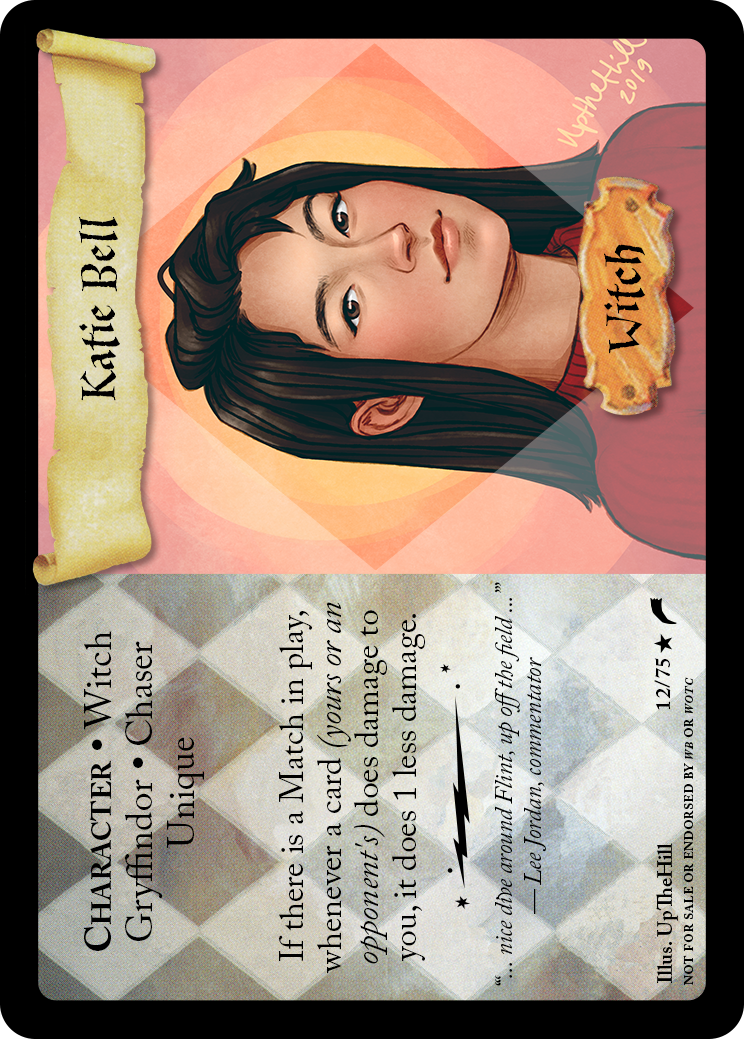 Katie Bell
UptheHill
2019
Witch
CHARACTER • Witch
Gryffindor • Chaser
Unique
If there is a Match in play,
whenever a card (yours or an
opponent's) does damage to
you, it does 1 less damage.
“‘... nice dive around Flint, up off the field ...’”
— Lee Jordan, commentator
Illus. UpTheHill
12/75 ★
NOT FOR SALE OR ENDORSED BY WB OR WOTC